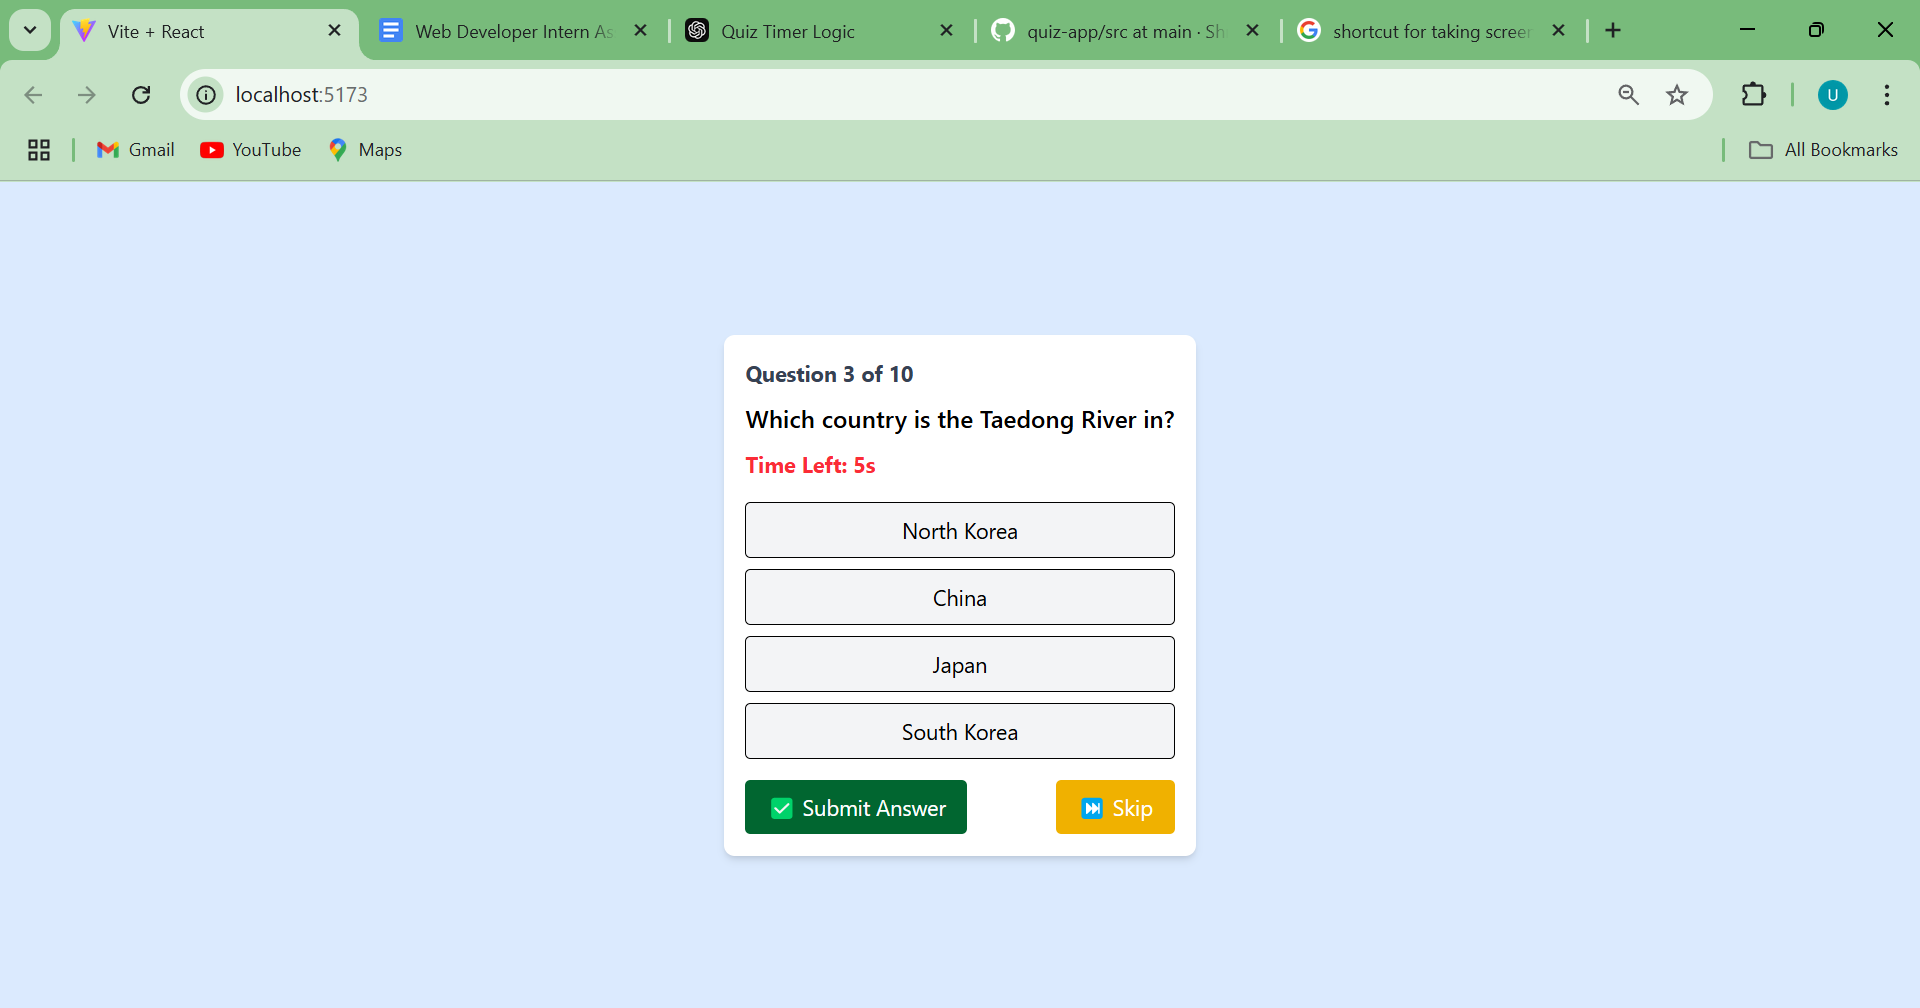 Vite + React
Web Developer Intern As
Quiz Timer Logic
quiz-app/src at main · Sh
shortcut for taking screen
localhost:5173
U
Gmail
YouTube
Maps
All Bookmarks
Question 3 of 10
Which country is the Taedong River in?
Time Left: 5s
North Korea
China
Japan
South Korea
✅ Submit Answer
⏭️ Skip